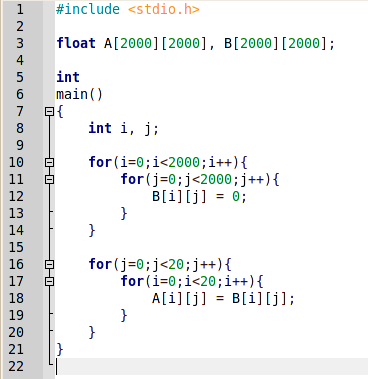 1 #include <stdio.h>
2
3 float A[2000][2000], B[2000][2000];
4
5 int
6 main()
7 {
8     int i, j;
9
10     for(i=0;i<2000;i++){
11         for(j=0;j<2000;j++){
12             B[i][j] = 0;
13         }
14     }
15
16     for(j=0;j<20;j++){
17         for(i=0;i<20;i++){
18             A[i][j] = B[i][j];
19         }
20     }
21 }
22